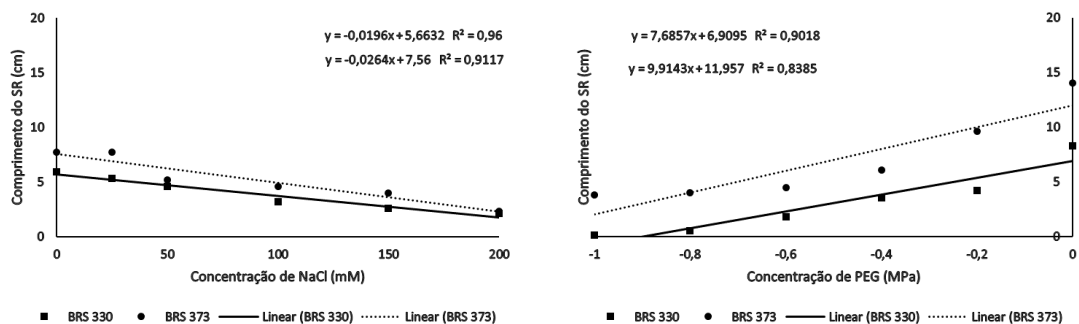 20
15
10
5
0
Comprimento do SR (cm)
y = -0,0196x + 5,6632 R² = 0,96
y = -0,0264x + 7,56 R² = 0,9117
0 50 100 150 200
Concentração de NaCl (mM)
BRS 330 BRS 373 Linear (BRS 330) Linear (BRS 373)
y = 7,6857x + 6,9095 R² = 0,9018
y = 9,9143x + 11,957 R² = 0,8385
20
15
10
5
0
Comprimento do SR (cm)
-1 -0,8 -0,6 -0,4 -0,2 0
Concentração de PEG (MPa)
BRS 330 BRS 373 Linear (BRS 330) Linear (BRS 373)